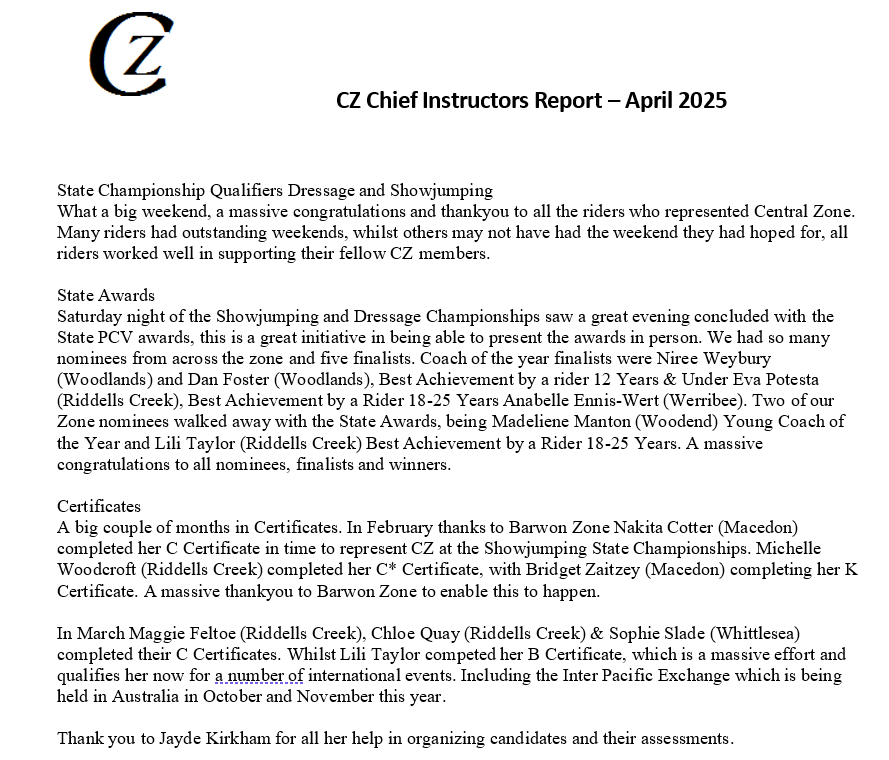 CZ
CZ Chief Instructors Report – April 2025
State Championship Qualifiers Dressage and Showjumping
What a big weekend, a massive congratulations and thankyou to all the riders who represented Central Zone.
Many riders had outstanding weekends, whilst others may not have had the weekend they had hoped for, all
riders worked well in supporting their fellow CZ members.
State Awards
Saturday night of the Showjumping and Dressage Championships saw a great evening concluded with the
State PCV awards, this is a great initiative in being able to present the awards in person. We had so many
nominees from across the zone and five finalists. Coach of the year finalists were Niree Weybury
(Woodlands) and Dan Foster (Woodlands), Best Achievement by a rider 12 Years & Under Eva Potesta
(Riddells Creek), Best Achievement by a Rider 18-25 Years Anabelle Ennis-Wert (Werribee). Two of our
Zone nominees walked away with the State Awards, being Madeliene Manton (Woodend) Young Coach of
the Year and Lili Taylor (Riddells Creek) Best Achievement by a Rider 18-25 Years. A massive
congratulations to all nominees, finalists and winners.
Certificates
A big couple of months in Certificates. In February thanks to Barwon Zone Nakita Cotter (Macedon)
completed her C Certificate in time to represent CZ at the Showjumping State Championships. Michelle
Woodcroft (Riddells Creek) completed her C* Certificate, with Bridget Zaitzey (Macedon) completing her K
Certificate. A massive thankyou to Barwon Zone to enable this to happen.
In March Maggie Feltoe (Riddells Creek), Chloe Quay (Riddells Creek) & Sophie Slade (Whittlesea)
completed their C Certificates. Whilst Lili Taylor competed her B Certificate, which is a massive effort and
qualifies her now for a number of international events. Including the Inter Pacific Exchange which is being
held in Australia in October and November this year.
Thank you to Jayde Kirkham for all her help in organizing candidates and their assessments.